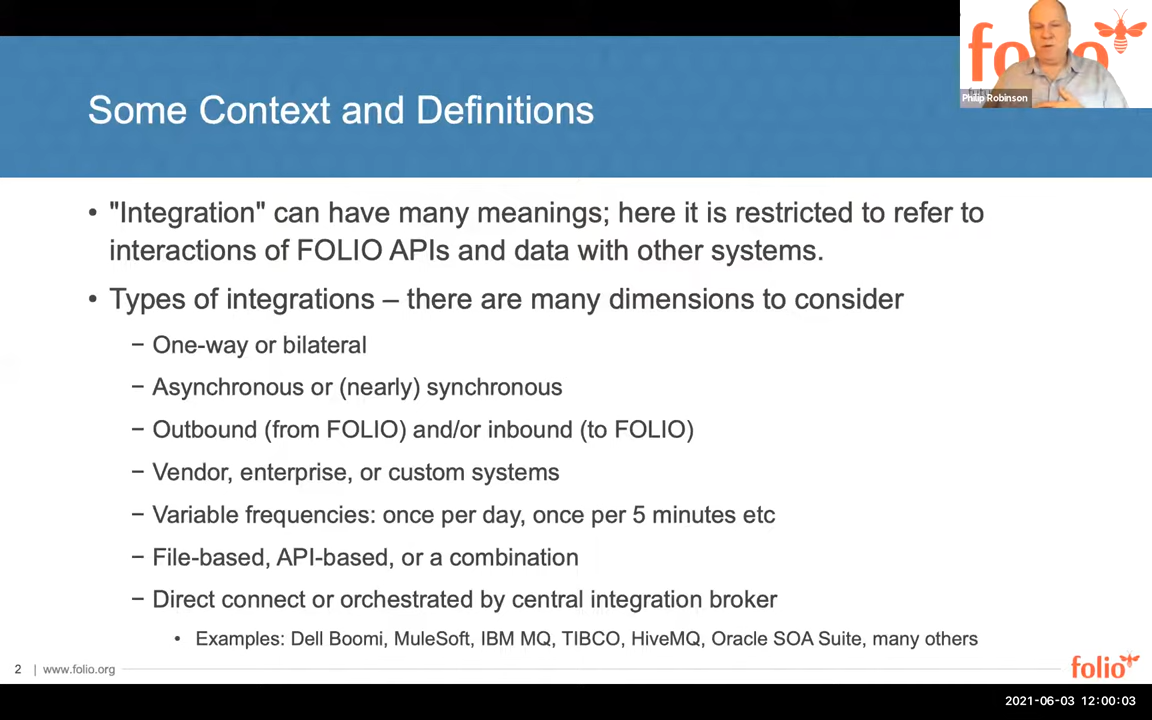 folio
Philip Robinson
Some Context and Definitions
• "Integration" can have many meanings; here it is restricted to refer to
interactions of FOLIO APIs and data with other systems.
• Types of integrations – there are many dimensions to consider
− One-way or bilateral
− Asynchronous or (nearly) synchronous
− Outbound (from FOLIO) and/or inbound (to FOLIO)
− Vendor, enterprise, or custom systems
− Variable frequencies: once per day, once per 5 minutes etc
− File-based, API-based, or a combination
− Direct connect or orchestrated by central integration broker
• Examples: Dell Boomi, MuleSoft, IBM MQ, TIBCO, HiveMQ, Oracle SOA Suite, many others
2 | www.folio.org
folio
2021-06-03 12:00:03